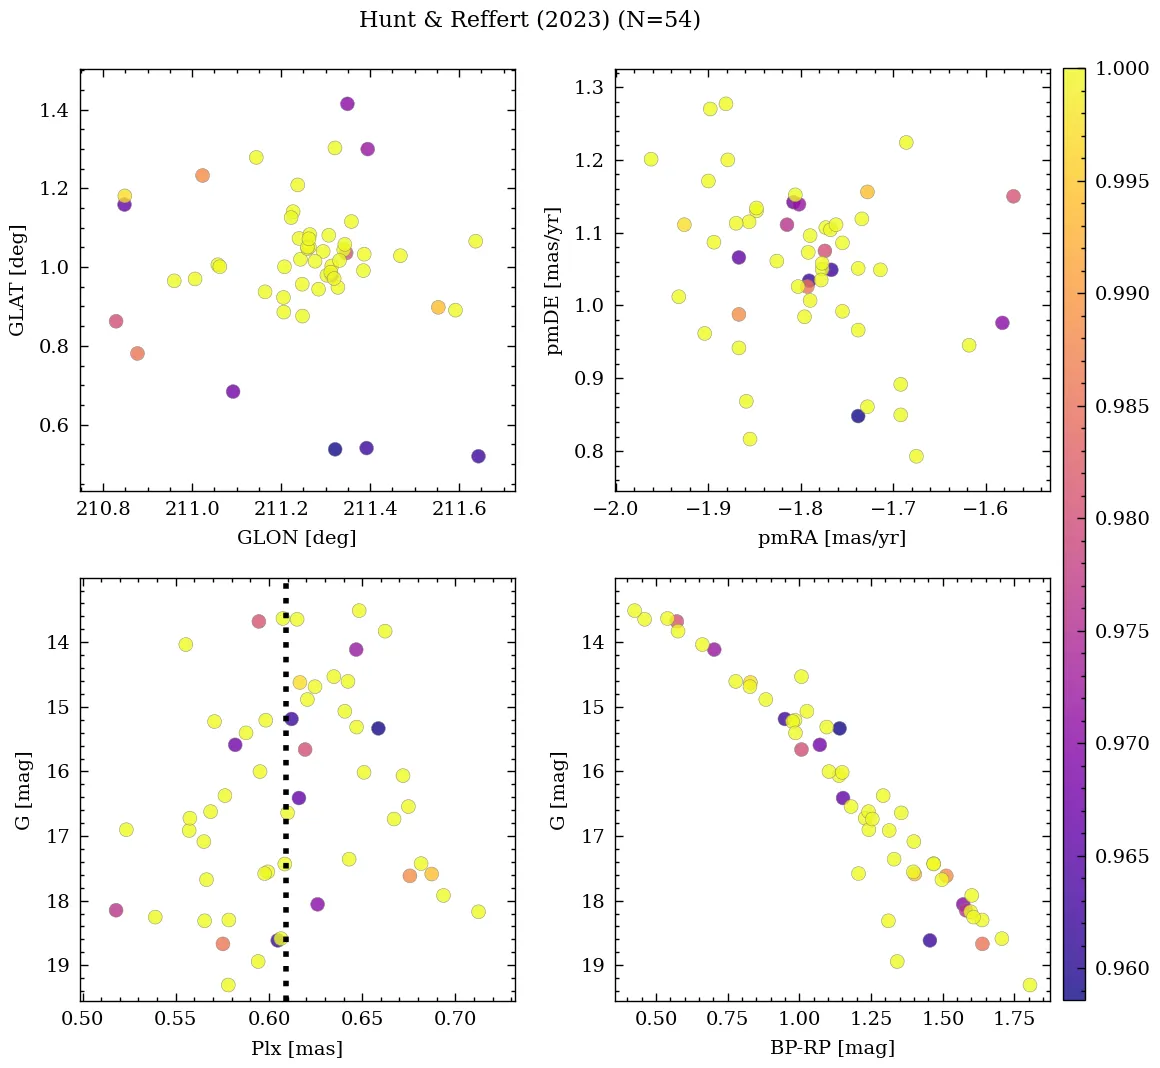 Hunt & Reffert (2023) (N=54)
1.4
1.2
1.0
0.8
0.6
GLAT [deg]
210.8 211.0 211.2 211.4 211.6
GLON [deg]
1.3
1.2
1.1
1.0
0.9
0.8
pmDE [mas/yr]
−2.0 −1.9 −1.8 −1.7 −1.6
pmRA [mas/yr]
14
15
16
17
18
19
G [mag]
0.50 0.55 0.60 0.65 0.70
Plx [mas]
14
15
16
17
18
19
G [mag]
0.50 0.75 1.00 1.25 1.50 1.75
BP-RP [mag]
1.000
0.995
0.990
0.985
0.980
0.975
0.970
0.965
0.960